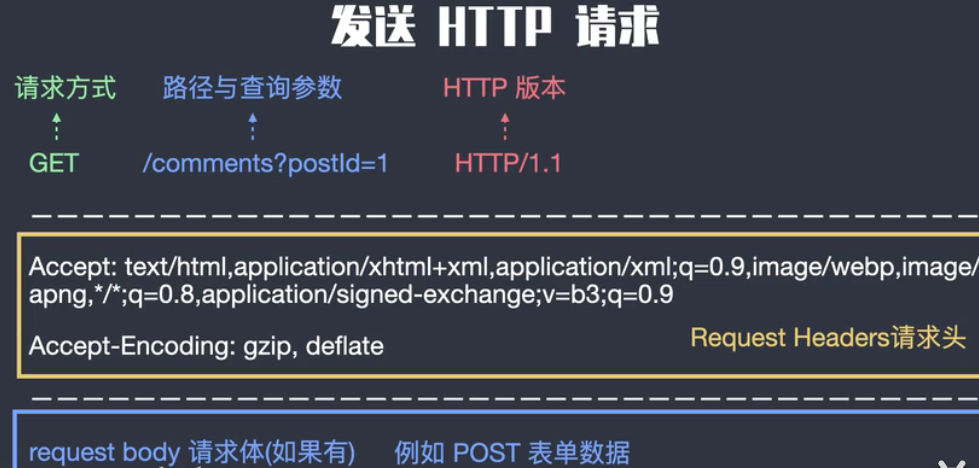 发送 HTTP 请求
请求方式 路径与查询参数 HTTP 版本
GET /comments?postId=1 HTTP/1.1
Accept: text/html,application/xhtml+xml,application/xml;q=0.9,image/webp,image/
apng,*/*;q=0.8,application/signed-exchange;v=b3;q=0.9
Accept-Encoding: gzip, deflate
Request Headers请求头
request body 请求体(如果有) 例如 POST 表单数据